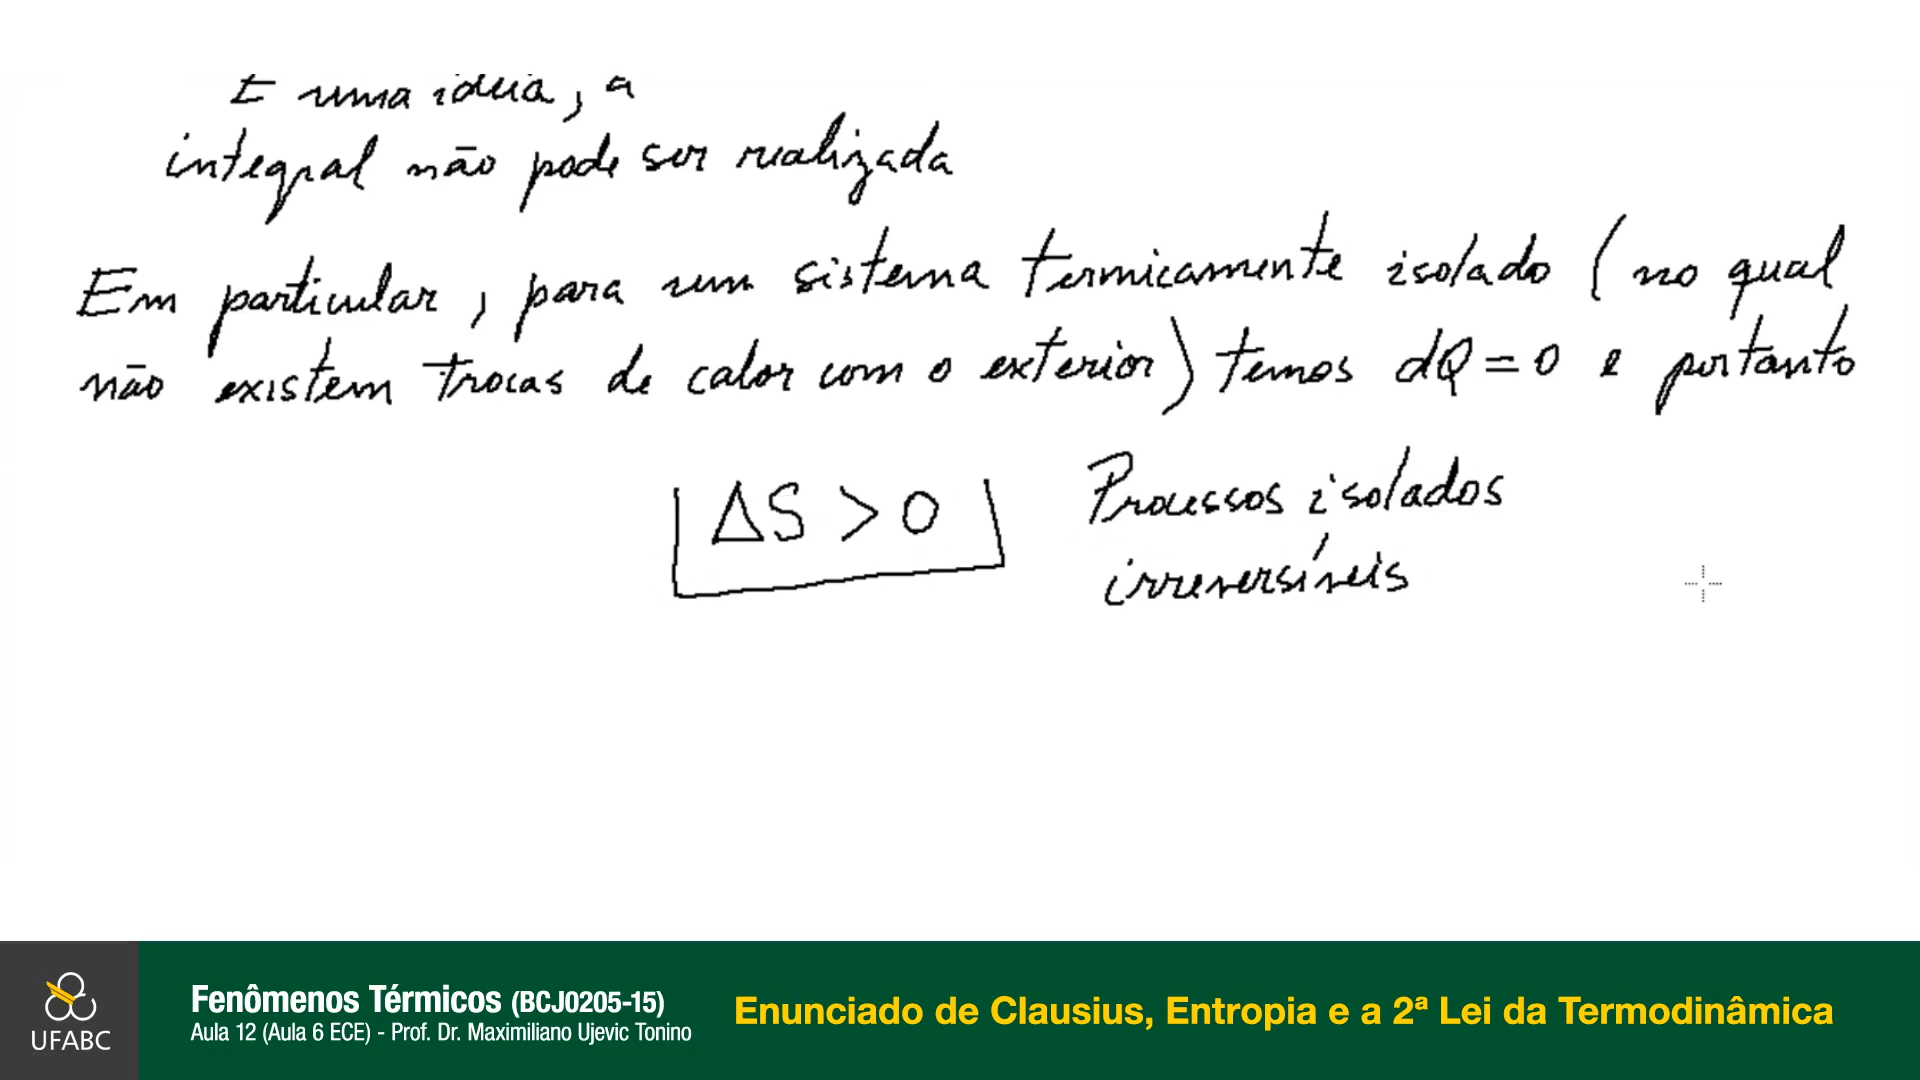 É uma ideia, a
integral não pode ser realizada
Em particular, para um sistema termicamente isolado (no qual
não existem trocas de calor com o exterior) temos dQ = 0 e portanto
ΔS > 0
Processos isolados
irreversíveis
UFABC
Fenômenos Térmicos (BCJ0205-15)
Aula 12 (Aula 6 ECE) - Prof. Dr. Maximiliano Ujevic Tonino
Enunciado de Clausius, Entropia e a 2ª Lei da Termodinâmica